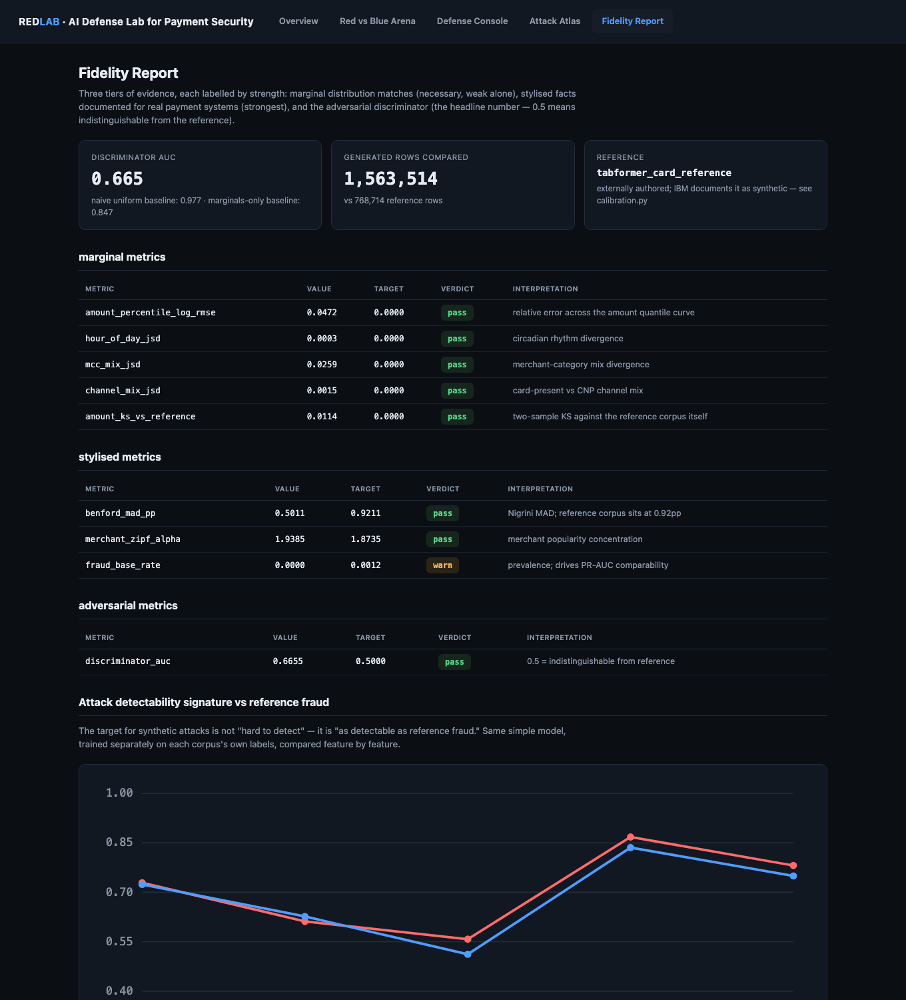 REDLAB · AI Defense Lab for Payment Security
Overview
Red vs Blue Arena
Defense Console
Attack Atlas
Fidelity Report
Fidelity Report
Three tiers of evidence, each labelled by strength: marginal distribution matches (necessary, weak alone), stylised facts
documented for real payment systems (strongest), and the adversarial discriminator (the headline number — 0.5 means
indistinguishable from the reference).
DISCRIMINATOR AUC
0.665
naive uniform baseline: 0.977 · marginals-only baseline:
0.847
GENERATED ROWS COMPARED
1,563,514
vs 768,714 reference rows
REFERENCE
tabformer_card_reference
externally authored; IBM documents it as synthetic — see
calibration.py
marginal metrics
METRIC VALUE TARGET VERDICT INTERPRETATION
amount_percentile_log_rmse 0.0472 0.0000 pass relative error across the amount quantile curve
hour_of_day_jsd 0.0003 0.0000 pass circadian rhythm divergence
mcc_mix_jsd 0.0259 0.0000 pass merchant-category mix divergence
channel_mix_jsd 0.0015 0.0000 pass card-present vs CNP channel mix
amount_ks_vs_reference 0.0114 0.0000 pass two-sample KS against the reference corpus itself
stylised metrics
METRIC VALUE TARGET VERDICT INTERPRETATION
benford_mad_pp 0.5011 0.9211 pass Nigrini MAD; reference corpus sits at 0.92pp
merchant_zipf_alpha 1.9385 1.8735 pass merchant popularity concentration
fraud_base_rate 0.0000 0.0012 warn prevalence; drives PR-AUC comparability
adversarial metrics
METRIC VALUE TARGET VERDICT INTERPRETATION
discriminator_auc 0.6655 0.5000 pass 0.5 = indistinguishable from reference
Attack detectability signature vs reference fraud
The target for synthetic attacks is not "hard to detect" — it is "as detectable as reference fraud." Same simple model,
trained separately on each corpus's own labels, compared feature by feature.
1.00
0.85
0.70
0.55
0.40